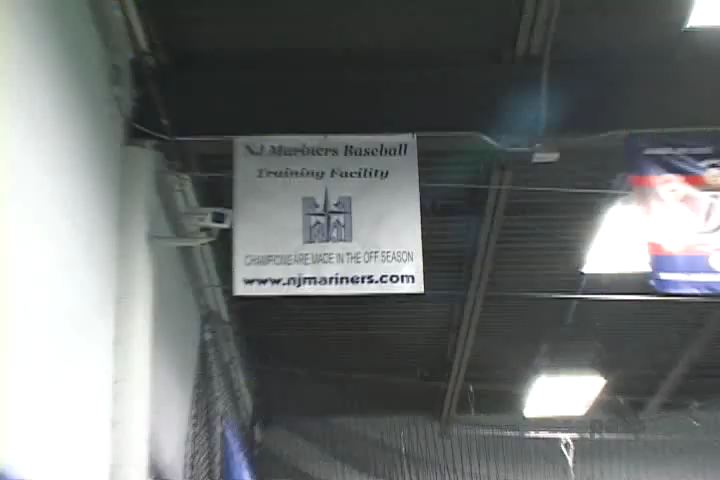 NJ Mariners Baseball
Training Facility
CHAMPIONS ARE MADE IN THE OFF SEASON
www.njmariners.com